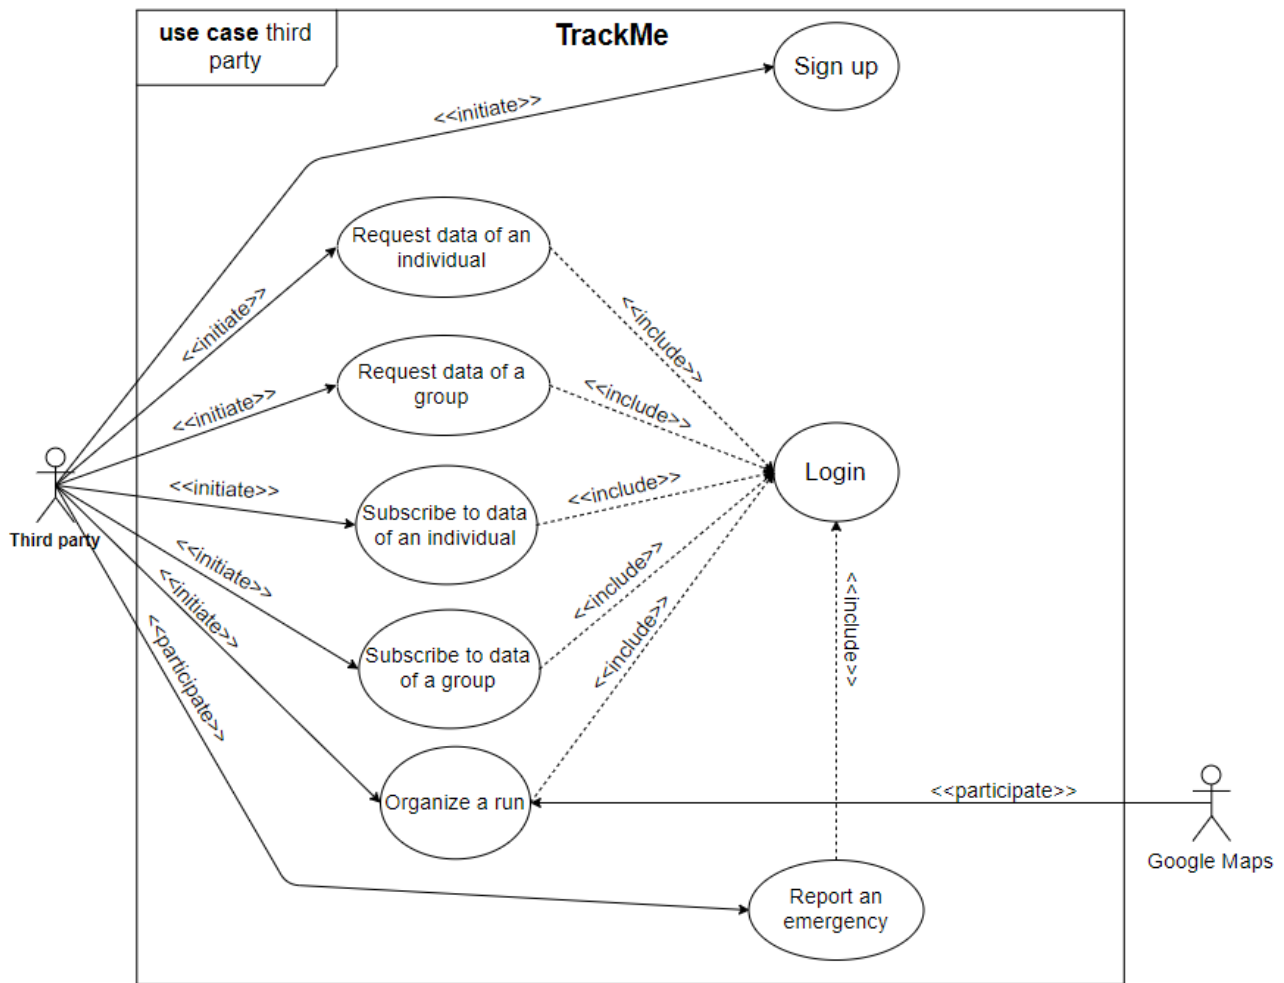 use case third
party
TrackMe
Sign up
<<initiate>>
Request data of an
individual
<<initiate>>
<<include>>
Request data of a
group
<<initiate>>
<<include>>
Login
Third party
<<initiate>>
Subscribe to data
of an individual
<<include>>
<<initiate>>
Subscribe to data
of a group
<<include>>
<<initiate>>
<<include>>
<<include>>
<<participate>>
Organize a run
<<participate>>
Google Maps
Report an
emergency